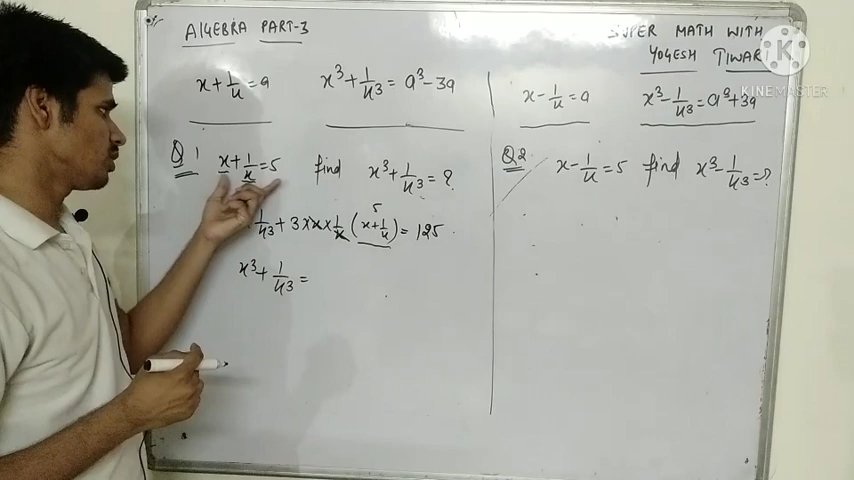 ALGEBRA PART-3
SUPER MATH WITH
YOGESH TIWARI
KINEMASTER
x + 1/x = a
x³ + 1/x³ = a³ - 3a
x - 1/x = a
x³ - 1/x³ = a³ + 3a
Q 1 x + 1/x = 5 find x³ + 1/x³ = ?
1/x³ + 3 × x × 1/x (x + 1/x) = 125
5
x³ + 1/x³ =
Q 2 x - 1/x = 5 find x³ - 1/x³ = ?